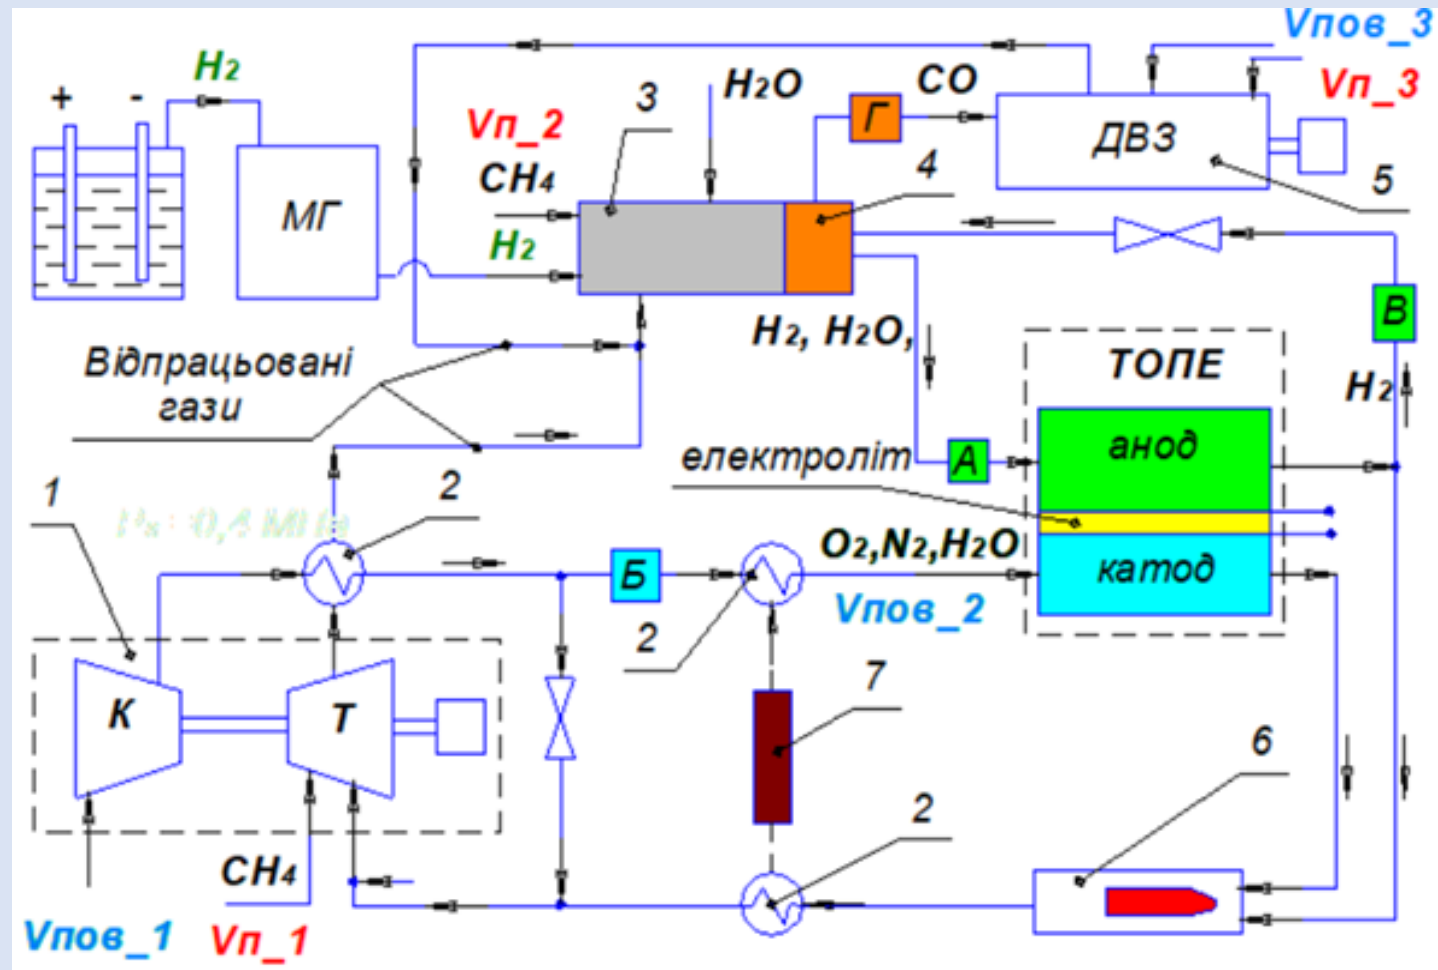 Vпов_3
H2
CO
+ -
H2O
3
Г
Vп_3
Vп_2
ДВЗ
CH4
4
5
МГ
H2
H2, H2O,
В
Відпрацьовані
гази
ТОПЕ
H2
анод
електроліт
А
1
2
O2,N2,H2O
Б
катод
Vпов_2
2
7
К
Т
6
2
CH4
Vпов_1
Vп_1